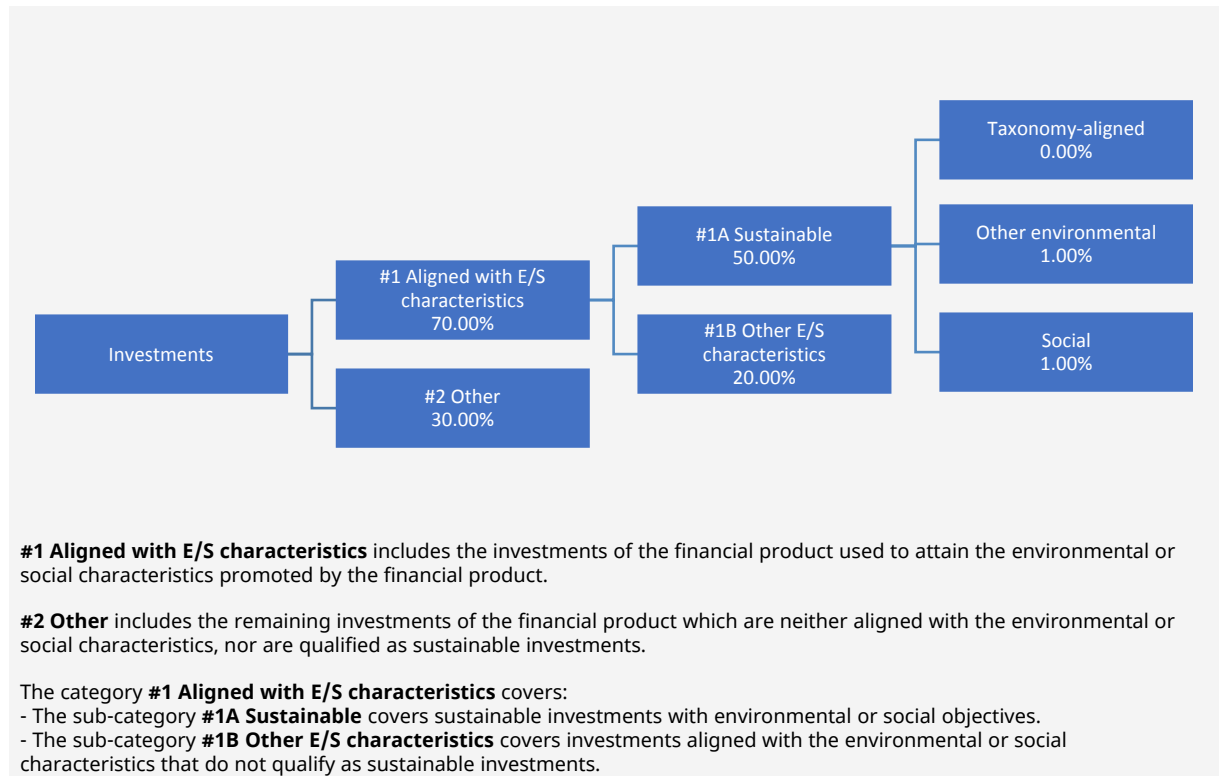 Investments
#1 Aligned with E/S
characteristics
70.00%
#2 Other
30.00%
#1A Sustainable
50.00%
#1B Other E/S
characteristics
20.00%
Taxonomy-aligned
0.00%
Other environmental
1.00%
Social
1.00%
#1 Aligned with E/S characteristics includes the investments of the financial product used to attain the environmental or
social characteristics promoted by the financial product.
#2 Other includes the remaining investments of the financial product which are neither aligned with the environmental or
social characteristics, nor are qualified as sustainable investments.
The category #1 Aligned with E/S characteristics covers:
- The sub-category #1A Sustainable covers sustainable investments with environmental or social objectives.
- The sub-category #1B Other E/S characteristics covers investments aligned with the environmental or social
characteristics that do not qualify as sustainable investments.